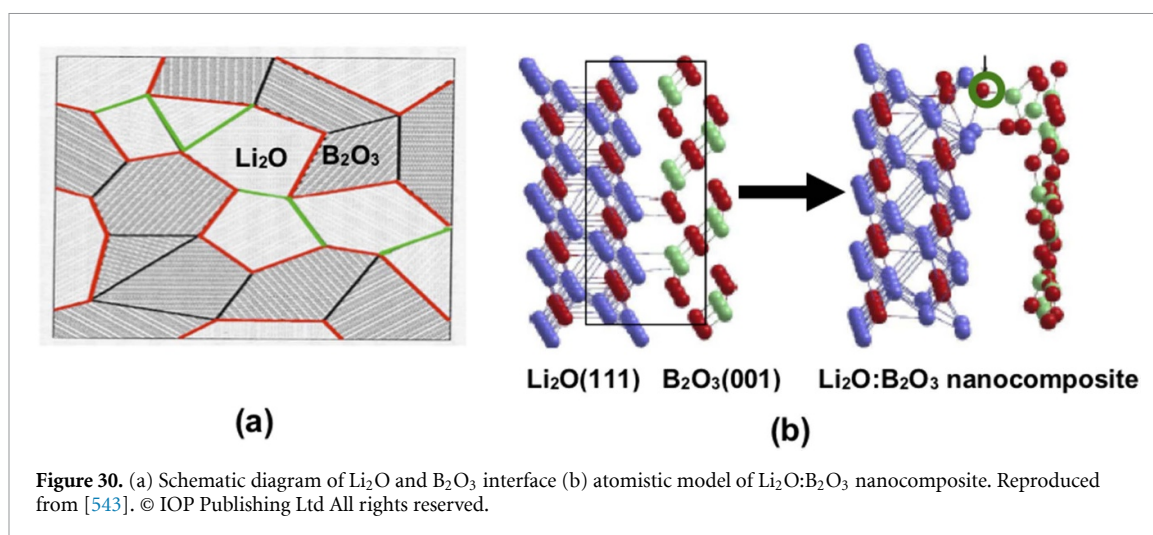 Li₂O
B₂O₃
Li₂O(111) B₂O₃(001) Li₂O:B₂O₃ nanocomposite
(a)
(b)
Figure 30. (a) Schematic diagram of Li₂O and B₂O₃ interface (b) atomistic model of Li₂O:B₂O₃ nanocomposite. Reproduced
from [543]. © IOP Publishing Ltd All rights reserved.